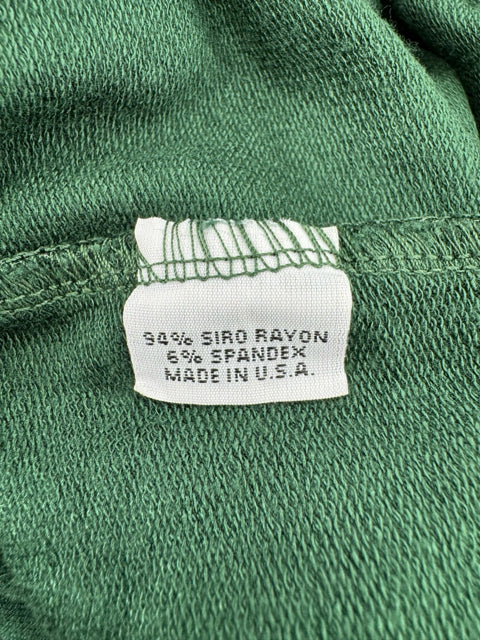 94% SIRO RAYON
6% SPANDEX
MADE IN U.S.A.